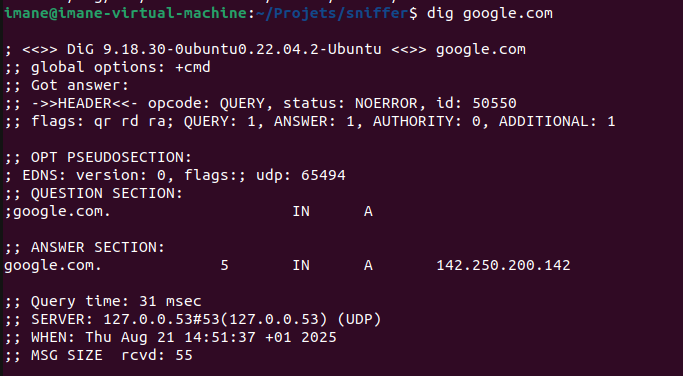 imane@imane-virtual-machine:~/Projets/sniffer$ dig google.com

; <<>> DiG 9.18.30-0ubuntu0.22.04.2-Ubuntu <<>> google.com
;; global options: +cmd
;; Got answer:
;; ->>HEADER<<- opcode: QUERY, status: NOERROR, id: 50550
;; flags: qr rd ra; QUERY: 1, ANSWER: 1, AUTHORITY: 0, ADDITIONAL: 1

;; OPT PSEUDOSECTION:
; EDNS: version: 0, flags:; udp: 65494
;; QUESTION SECTION:
;google.com.                    IN      A

;; ANSWER SECTION:
google.com.             5       IN      A       142.250.200.142

;; Query time: 31 msec
;; SERVER: 127.0.0.53#53(127.0.0.53) (UDP)
;; WHEN: Thu Aug 21 14:51:37 +01 2025
;; MSG SIZE  rcvd: 55